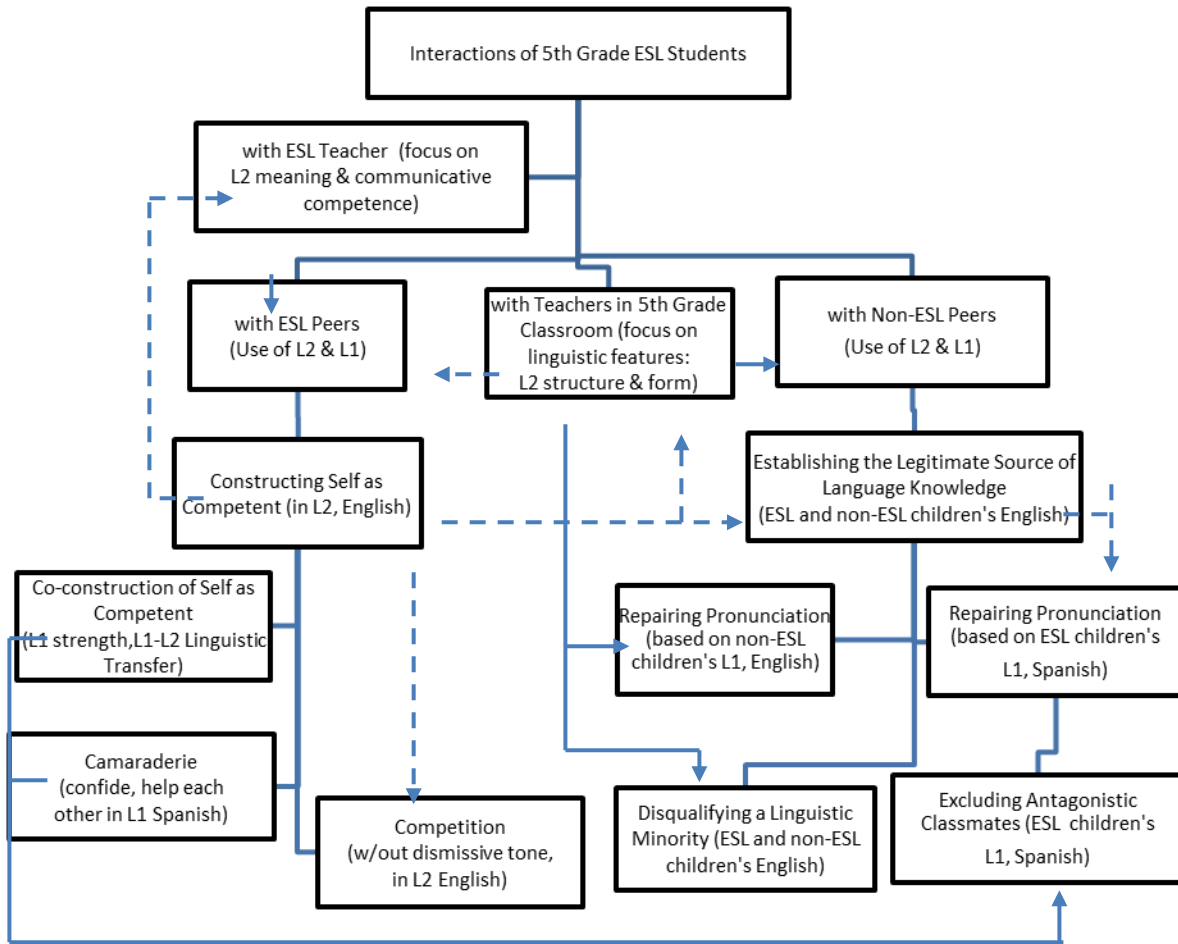 Interactions of 5th Grade ESL Students
with ESL Teacher (focus on
L2 meaning & communicative
competence)
with ESL Peers
(Use of L2 & L1)
with Teachers in 5th Grade
Classroom (focus on
linguistic features:
L2 structure & form)
with Non-ESL Peers
(Use of L2 & L1)
Constructing Self as
Competent (in L2, English)
Establishing the Legitimate Source of
Language Knowledge
(ESL and non-ESL children's English)
Co-construction of Self as
Competent
(L1 strength,L1-L2 Linguistic
Transfer)
Repairing Pronunciation
(based on non-ESL
children's L1, English)
Repairing Pronunciation
(based on ESL children's
L1, Spanish)
Camaraderie
(confide, help each
other in L1 Spanish)
Competition
(w/out dismissive tone,
in L2 English)
Disqualifying a Linguistic
Minority (ESL and non-ESL
children's English)
Excluding Antagonistic
Classmates (ESL children's
L1, Spanish)